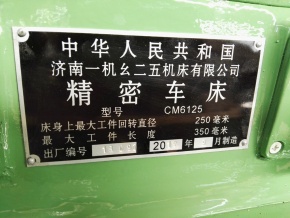 中华人民共和国
济南一机幺二五机床有限公司
精密车床
型号 CM6125
床身上最大工件回转直径 250毫米
最大工件长度 350毫米
出厂编号 20 月制造